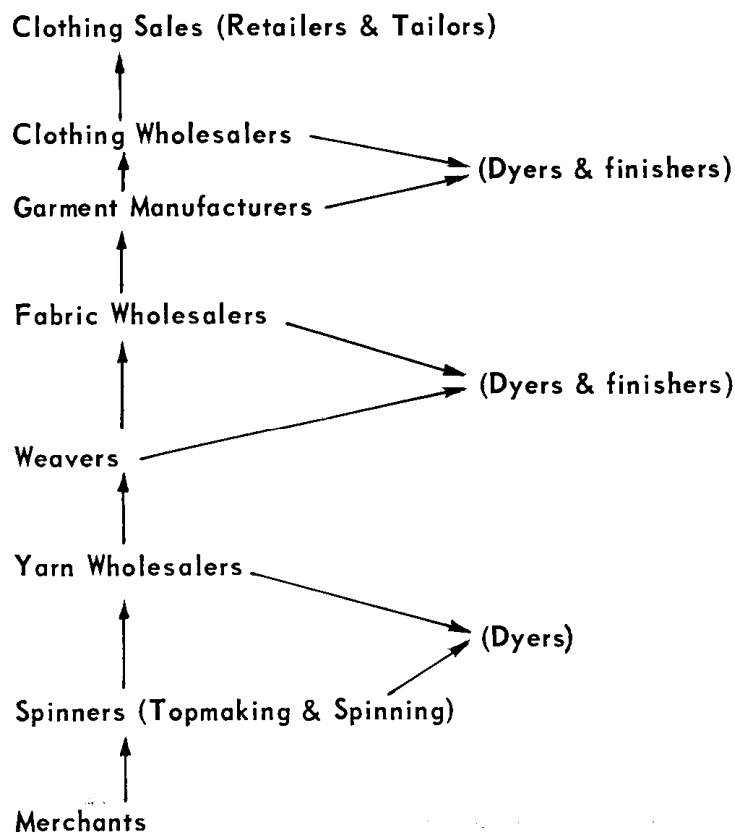 Clothing Sales (Retailers & Tailors)
Clothing Wholesalers
(Dyers & finishers)
Garment Manufacturers
Fabric Wholesalers
(Dyers & finishers)
Weavers
Yarn Wholesalers
(Dyers)
Spinners (Topmaking & Spinning)
Merchants